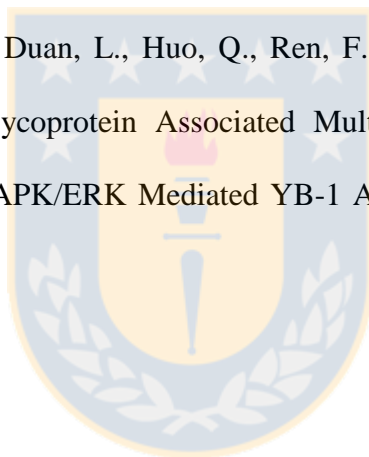 Duan, L., Huo, Q., Ren, F.
ycoprotein Associated Mult
APK/ERK Mediated YB-1 A